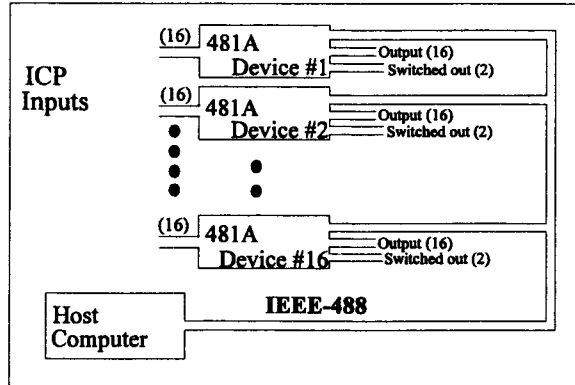 (16)
481A
Device #1
Output (16)
Switched out (2)
ICP
Inputs
(16)
481A
Device #2
Output (16)
Switched out (2)
(16)
481A
Device #16
Output (16)
Switched out (2)
IEEE-488
Host
Computer